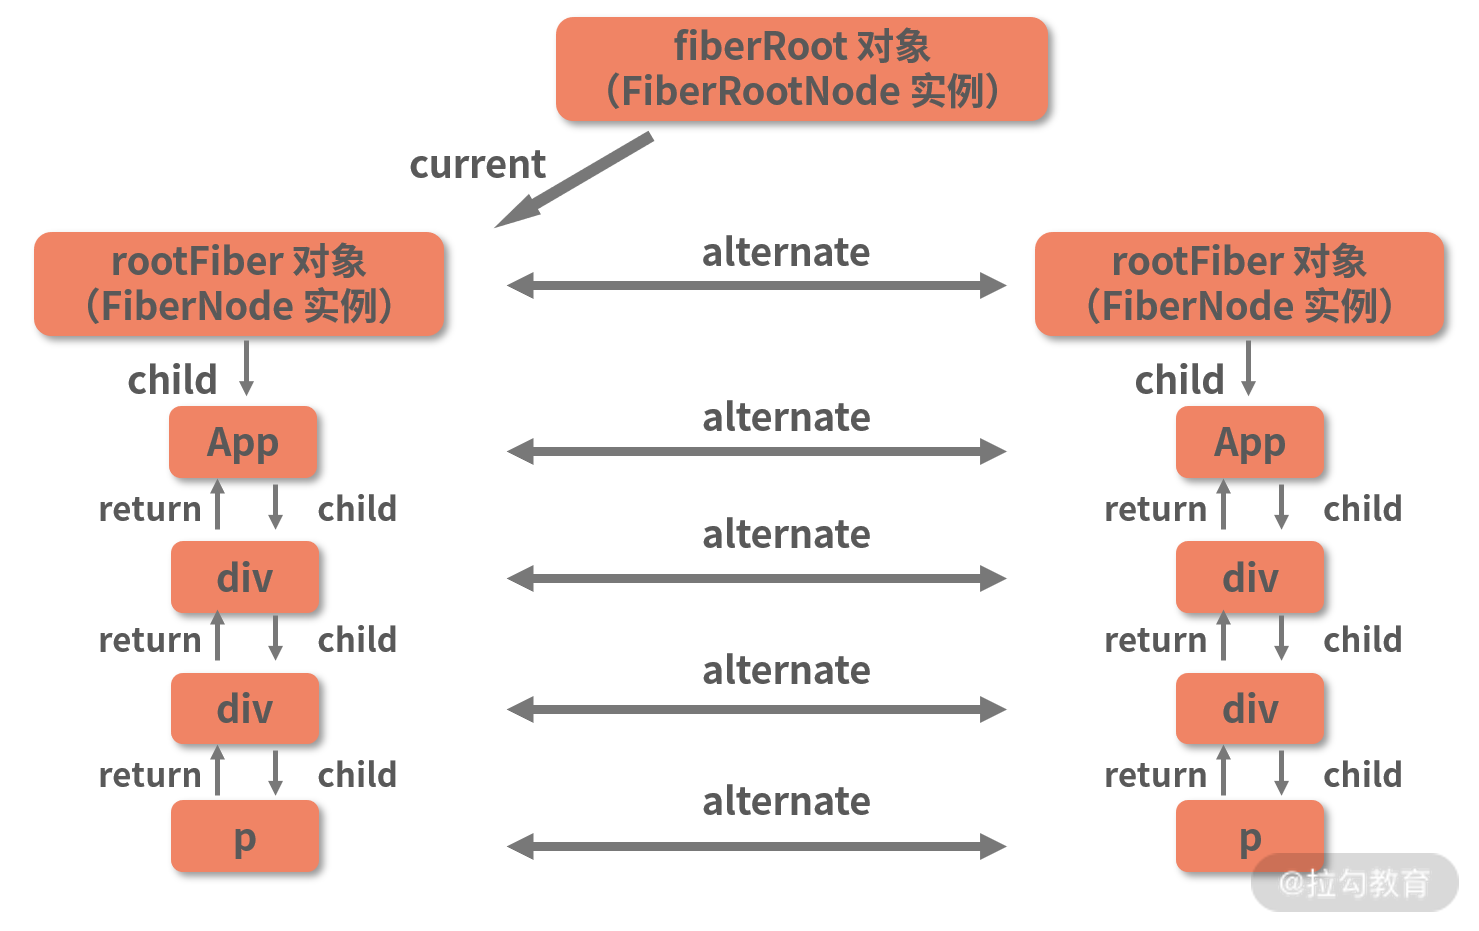 fiberRoot 对象
（FiberRootNode 实例）
current
rootFiber 对象
（FiberNode 实例）
alternate
rootFiber 对象
（FiberNode 实例）
child
child
App
alternate
App
return
child
alternate
return
child
div
div
return
child
alternate
return
child
div
div
return
child
alternate
return
child
p
p
@拉勾教育